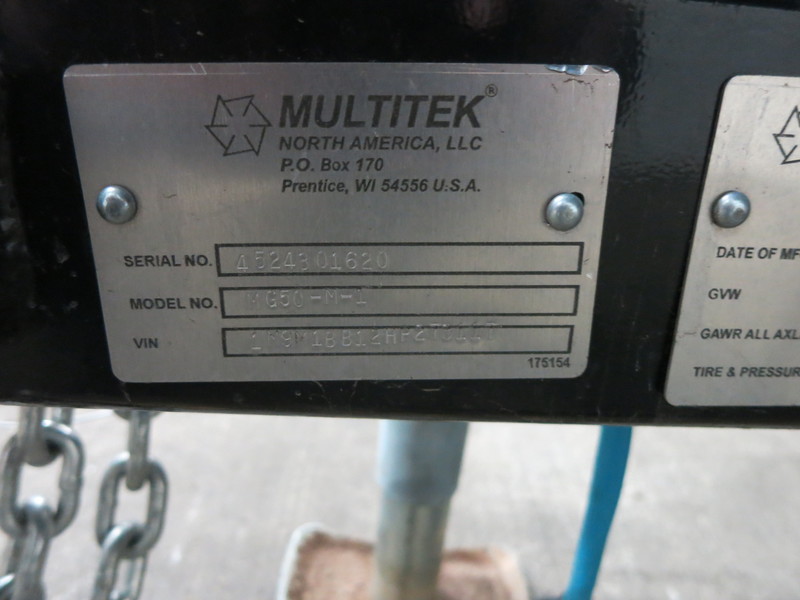 MULTITEK®
NORTH AMERICA, LLC
P.O. Box 170
Prentice, WI 54556 U.S.A.
SERIAL NO. 4524301620
MODEL NO. MG50-M-1
VIN
175154
DATE OF MF
GVW
GAWR ALL AXL
TIRE & PRESSUR